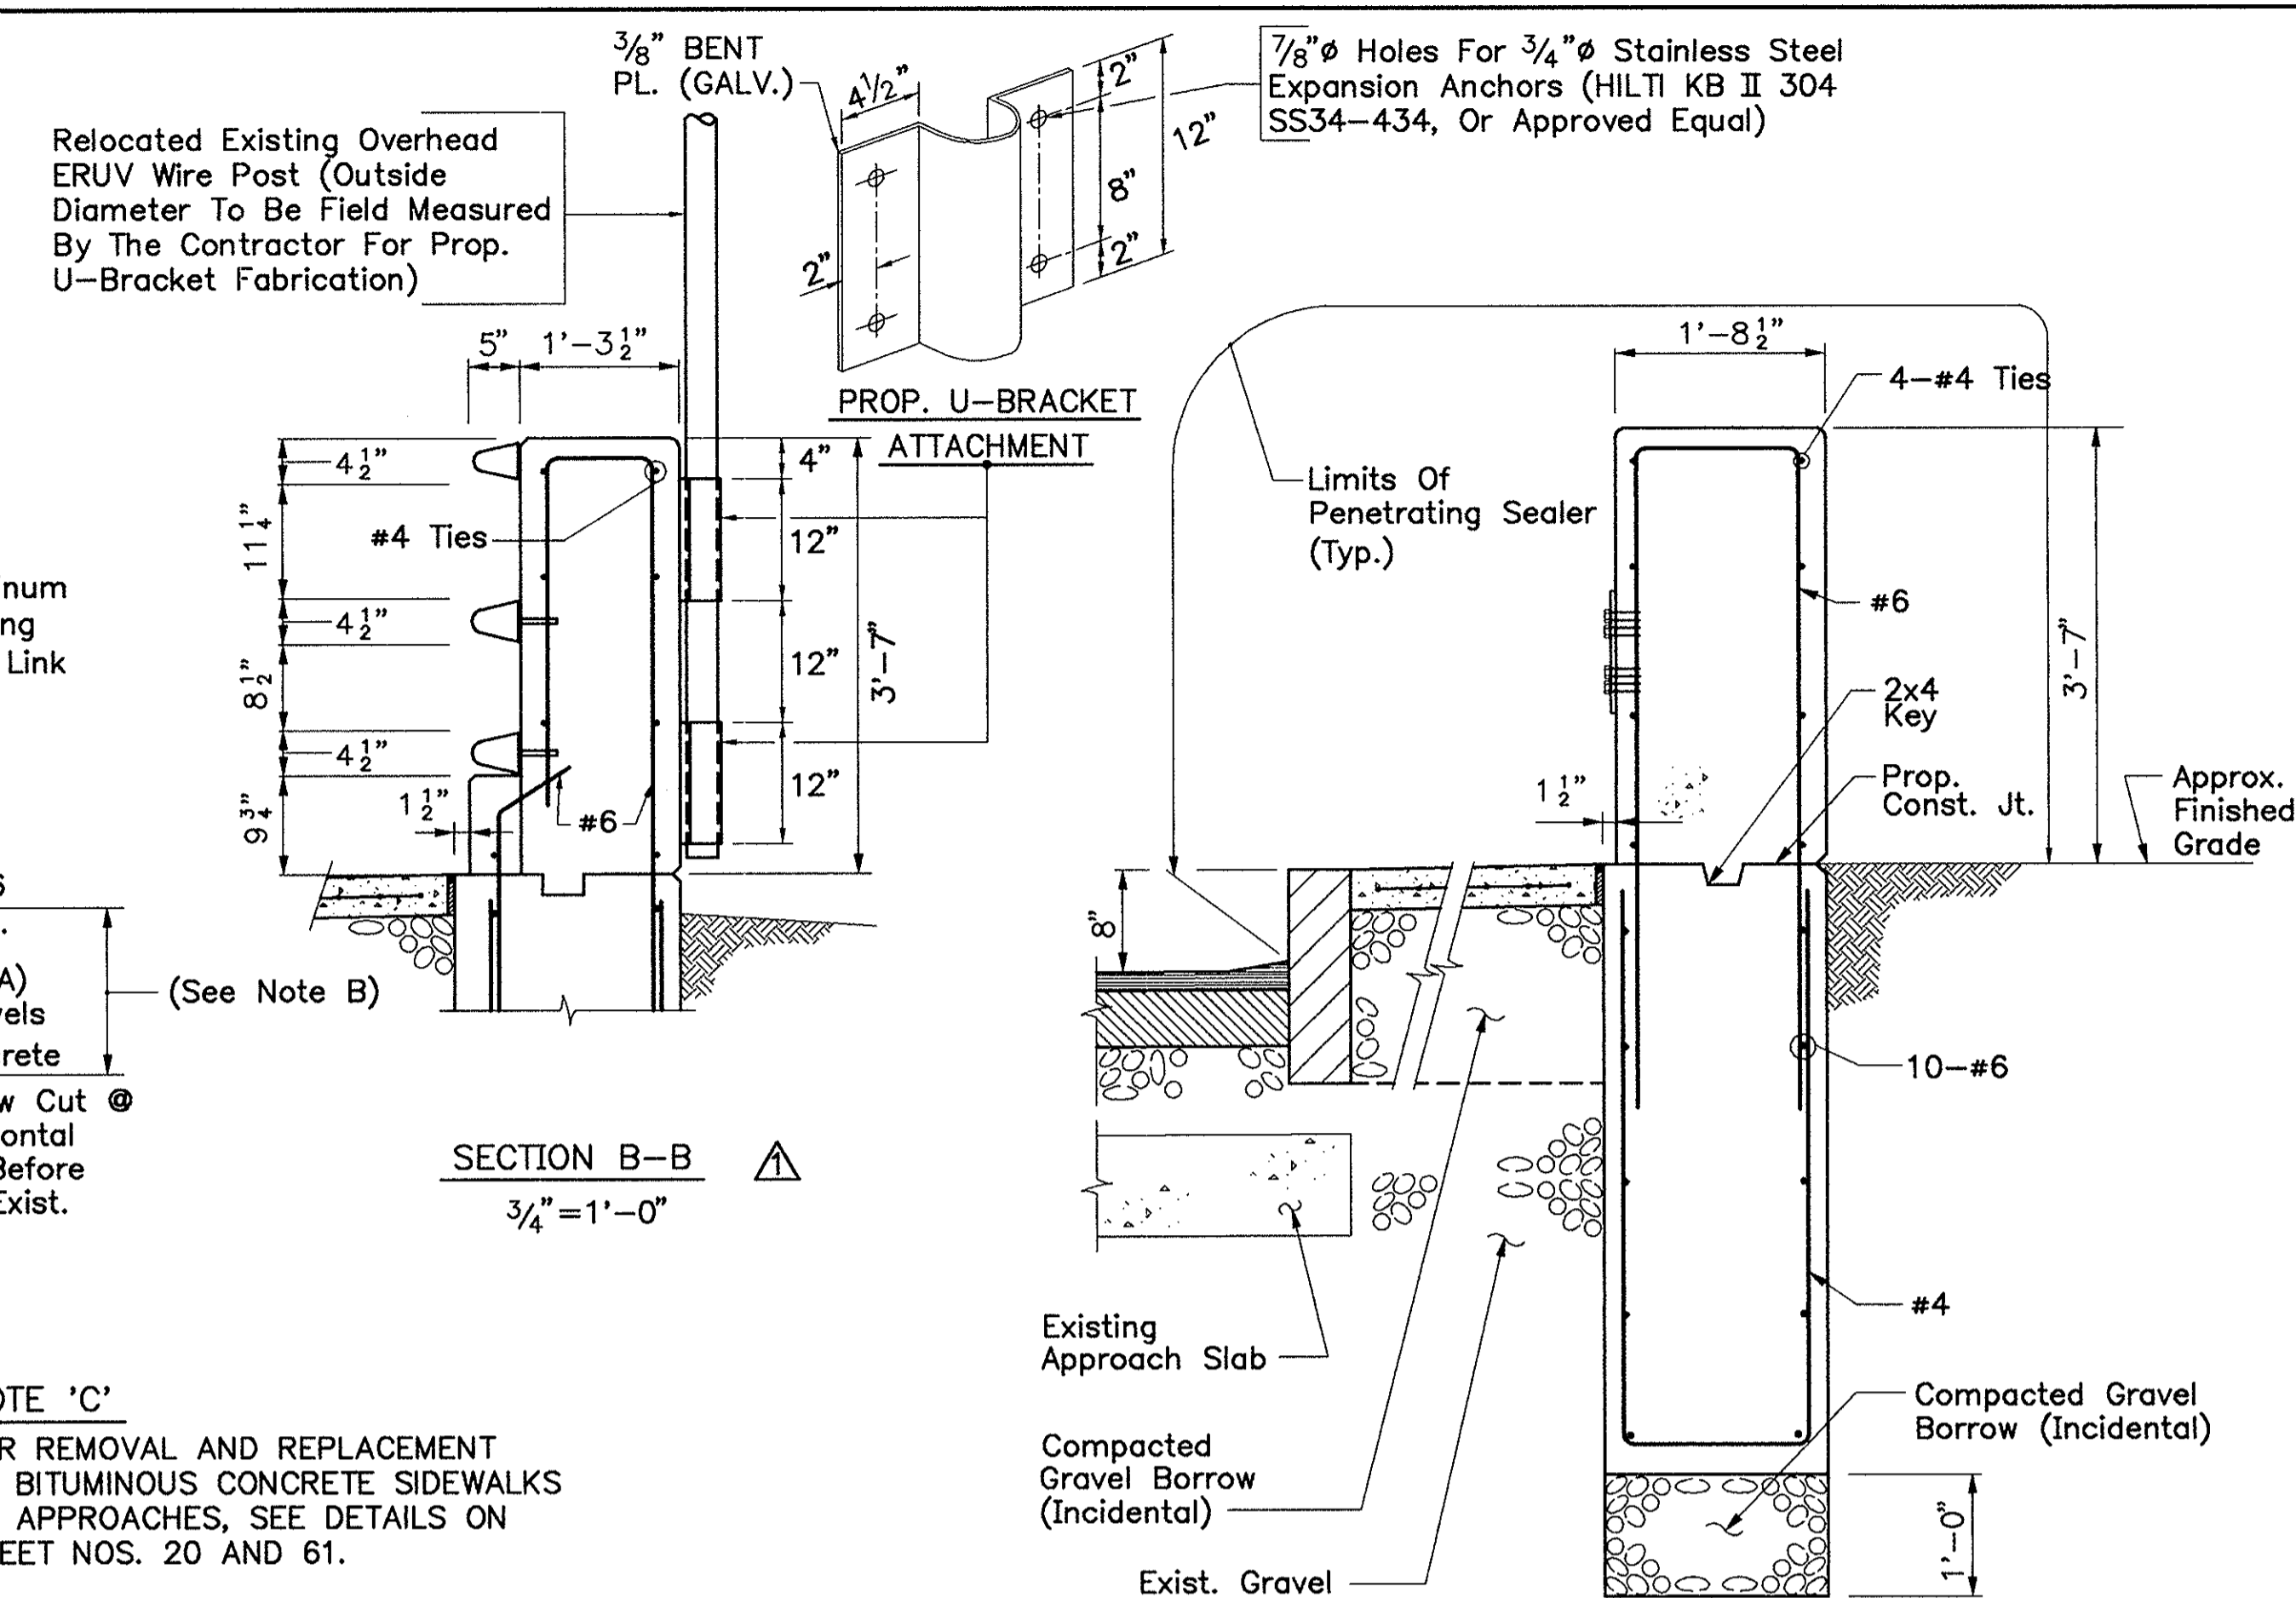 3/8" BENT
PL. (GALV.)
4 1/2"
2"
2"
8"
2"
12"
7/8"ø Holes For 3/4"ø Stainless Steel
Expansion Anchors (HILTI KB II 304
SS34-434, Or Approved Equal)
Relocated Existing Overhead
ERUV Wire Post (Outside
Diameter To Be Field Measured
By The Contractor For Prop.
U-Bracket Fabrication)
PROP. U-BRACKET
ATTACHMENT
5"
1'-3 1/2"
4 1/2"
11 1/4"
4 1/2"
8 1/2"
4 1/2"
9 3/4"
1 1/2"
#4 Ties
#6
4"
12"
12"
12"
3'-7"
Link
(See Note B)
rete
w Cut @
ontal
Before
Exist.
SECTION B-B
1
3/4"=1'-0"
OTE 'C'
R REMOVAL AND REPLACEMENT
BITUMINOUS CONCRETE SIDEWALKS
APPROACHES, SEE DETAILS ON
EET NOS. 20 AND 61.
1'-8 1/2"
4-#4 Ties
Limits Of
Penetrating Sealer
(Typ.)
#6
3'-7"
2x4
Key
Prop.
Const. Jt.
1 1/2"
Approx.
Finished
Grade
8"
10-#6
#4
Existing
Approach Slab
Compacted
Gravel Borrow
(Incidental)
Exist. Gravel
Compacted Gravel
Borrow (Incidental)
1'-0"